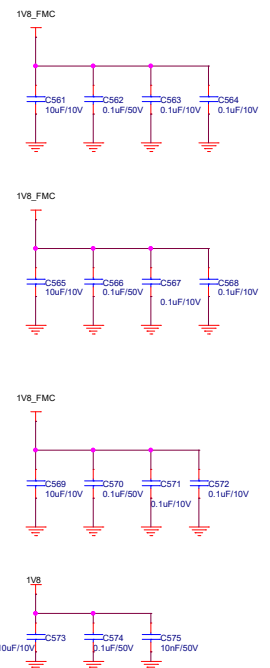 1V8_FMC
C561 C562 C563 C564
10uF/10V 0.1uF/50V 0.1uF/10V 0.1uF/10V
1V8_FMC
C565 C566 C567 C568
10uF/10V 0.1uF/50V 0.1uF/10V
0.1uF/10V
1V8_FMC
C569 C570 C571 C572
10uF/10V 0.1uF/50V 0.1uF/10V
0.1uF/10V
1V8
C573 C574 C575
10uF/10V 0.1uF/50V 10nF/50V